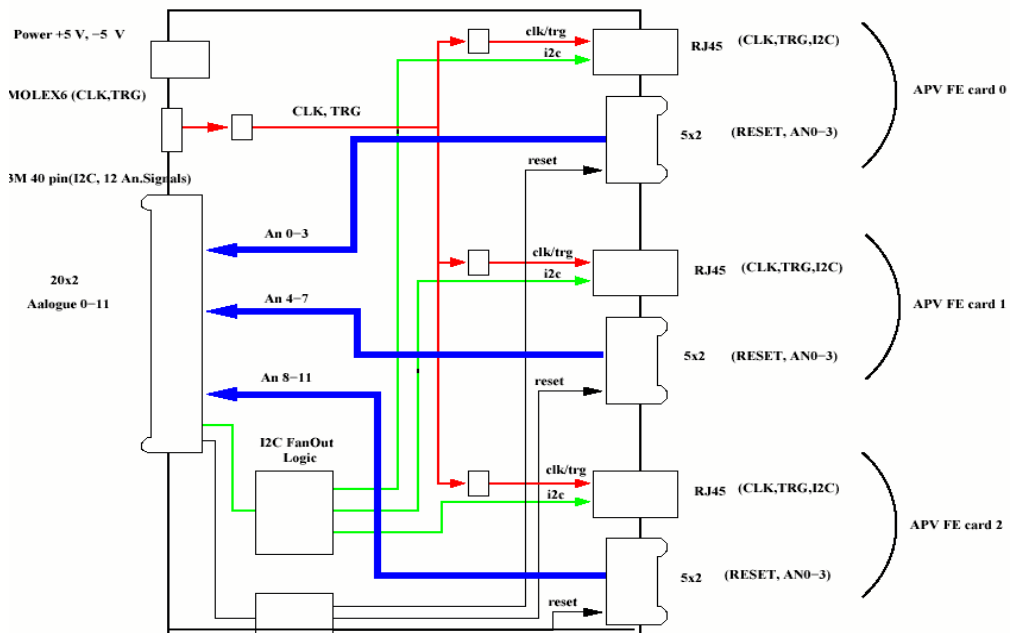 Power +5 V, −5 V
MOLEX6 (CLK,TRG)
CLK, TRG
3M 40 pin(I2C, 12 An.Signals)
20x2
Aalogue 0−11
An 0−3
An 4−7
An 8−11
I2C FanOut
Logic
clk/trg
i2c
RJ45 (CLK,TRG,I2C)
APV FE card 0
5x2 (RESET, AN0−3)
reset
clk/trg
i2c
RJ45 (CLK,TRG,I2C)
APV FE card 1
5x2 (RESET, AN0−3)
reset
clk/trg
i2c
RJ45 (CLK,TRG,I2C)
APV FE card 2
5x2 (RESET, AN0−3)
reset